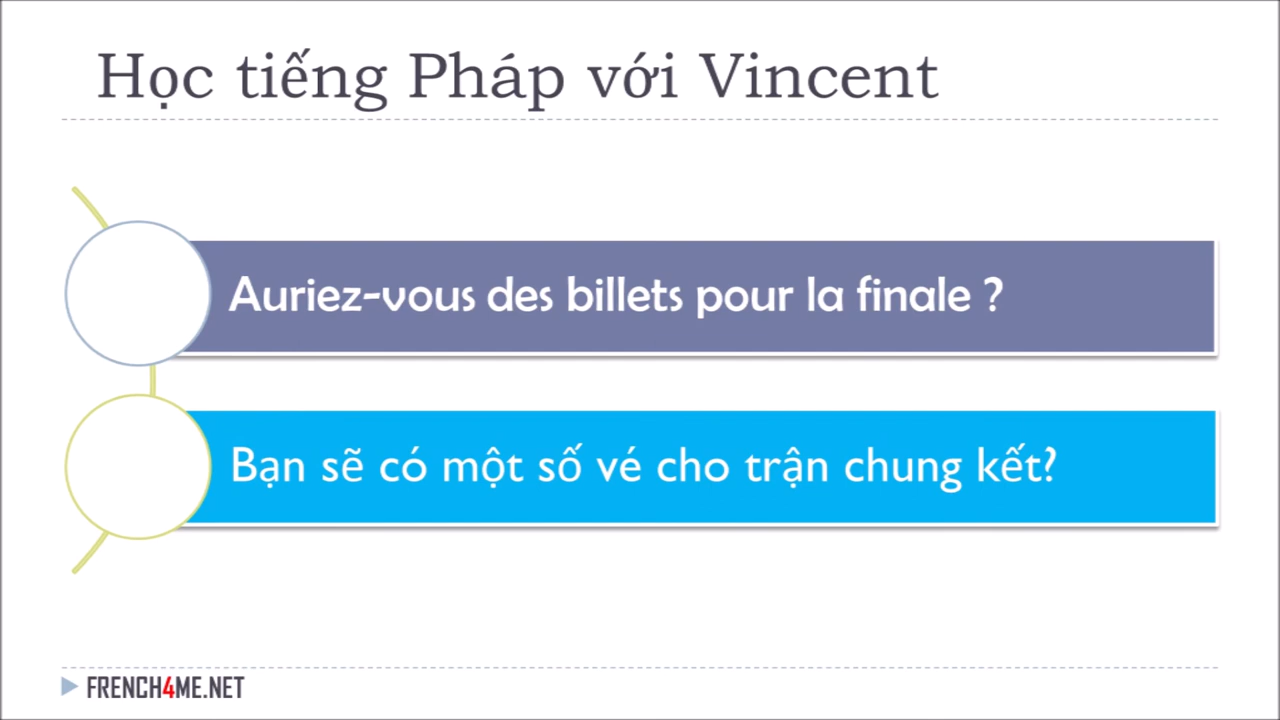 Học tiếng Pháp với Vincent
Auriez-vous des billets pour la finale ?
Bạn sẽ có một số vé cho trận chung kết?
FRENCH4ME.NET